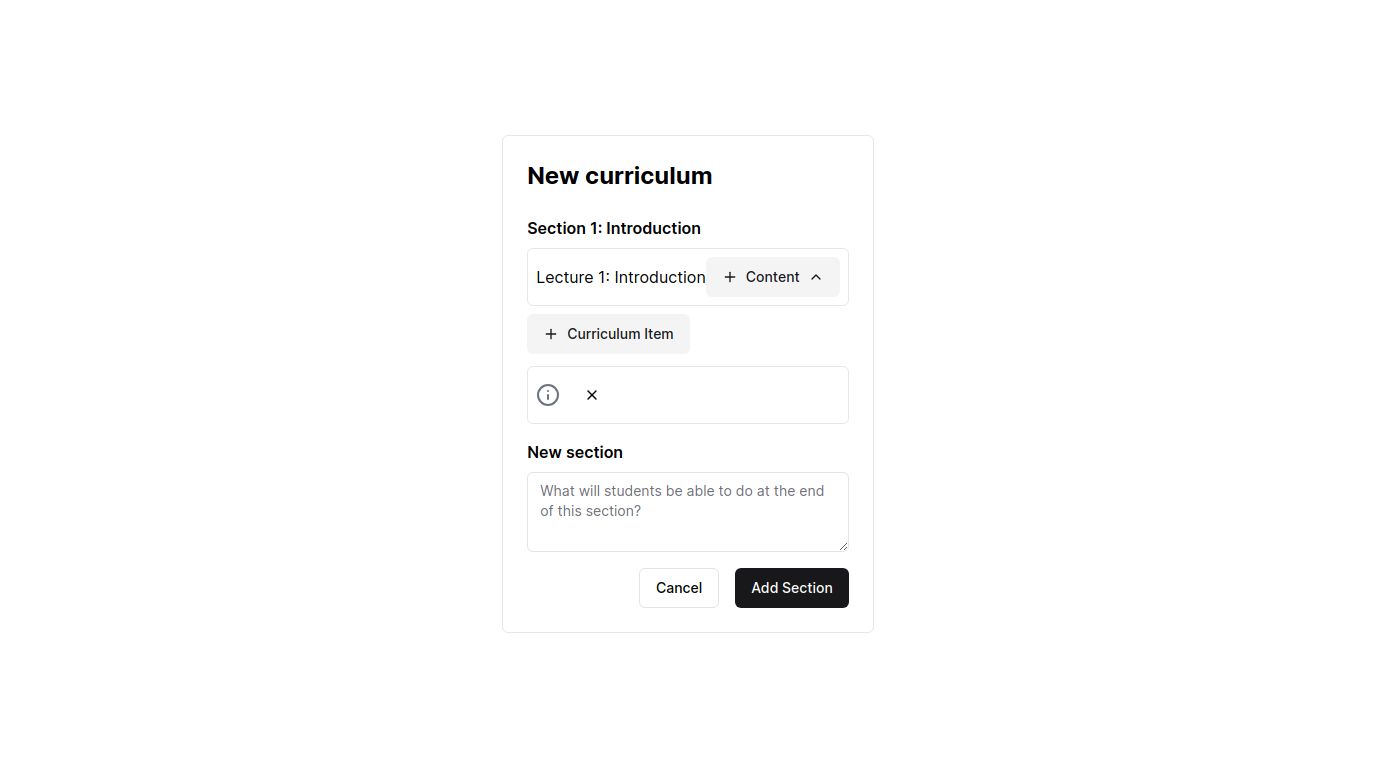 New curriculum
Section 1: Introduction
Lecture 1: Introduction
Content
Curriculum Item
New section
What will students be able to do at the end
of this section?
Cancel
Add Section